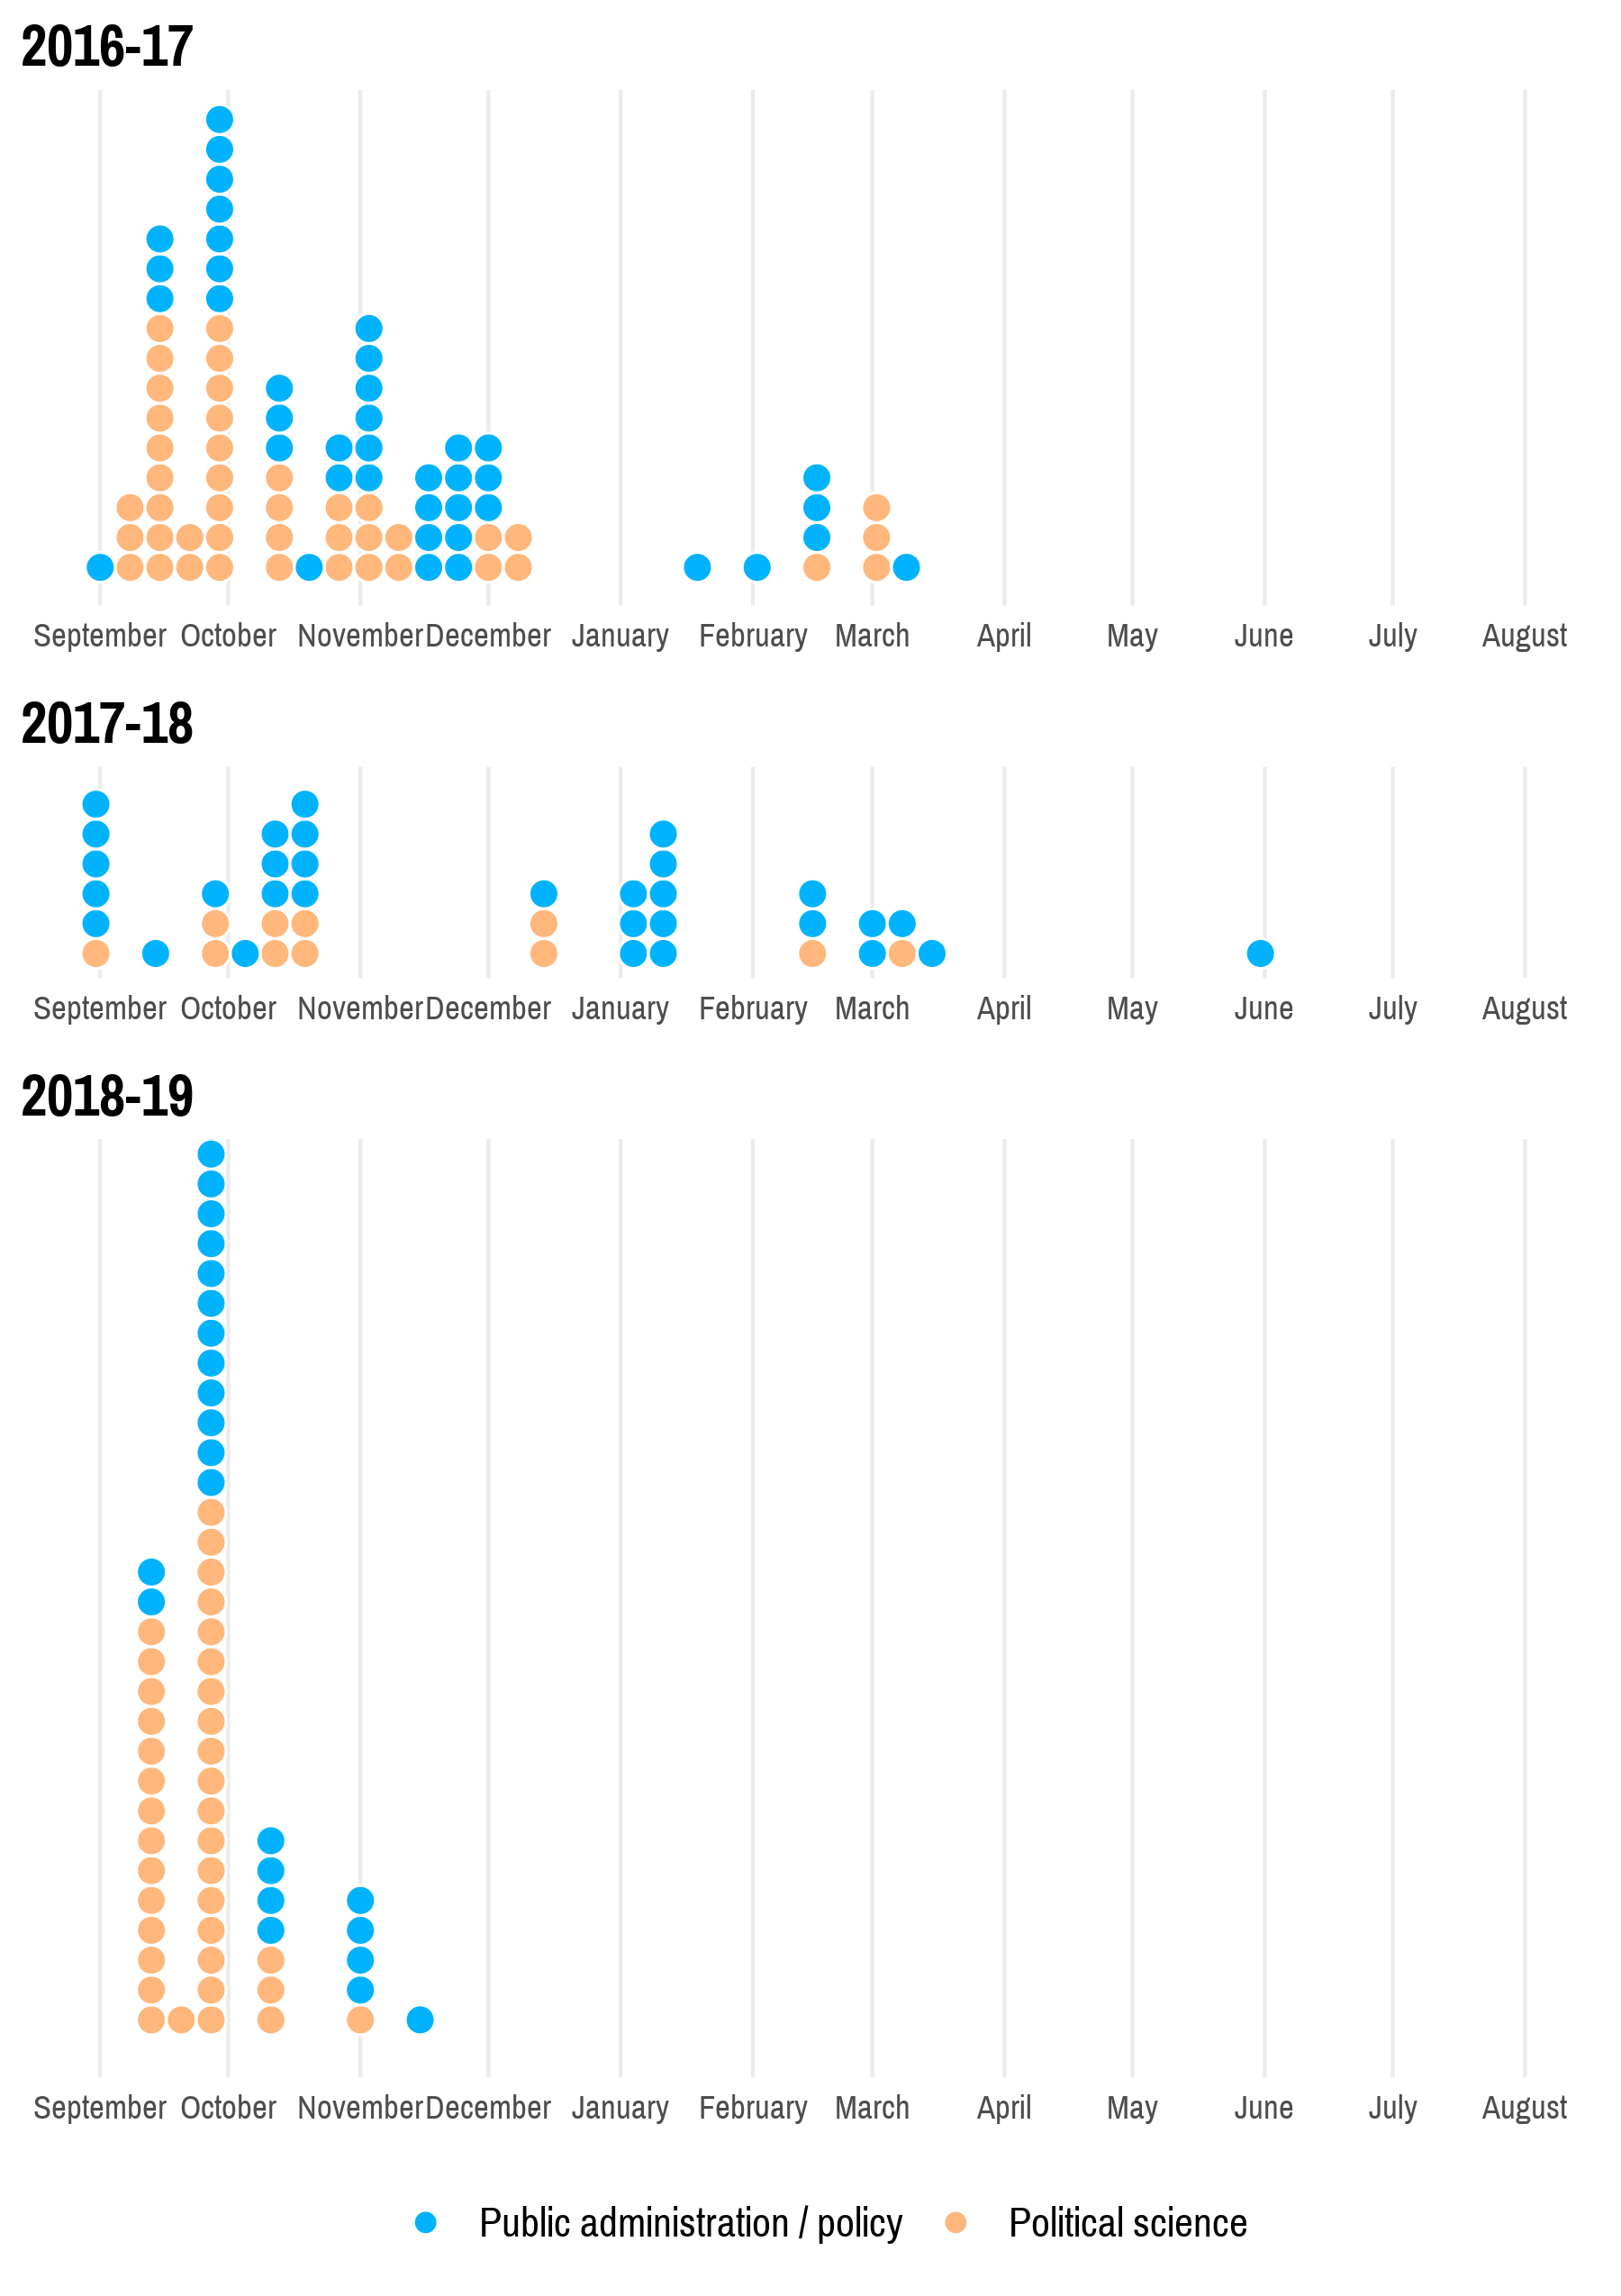 2016-17
September October November December January February March April May June July August
2017-18
September October November December January February March April May June July August
2018-19
September October November December January February March April May June July August
Public administration / policy Political science